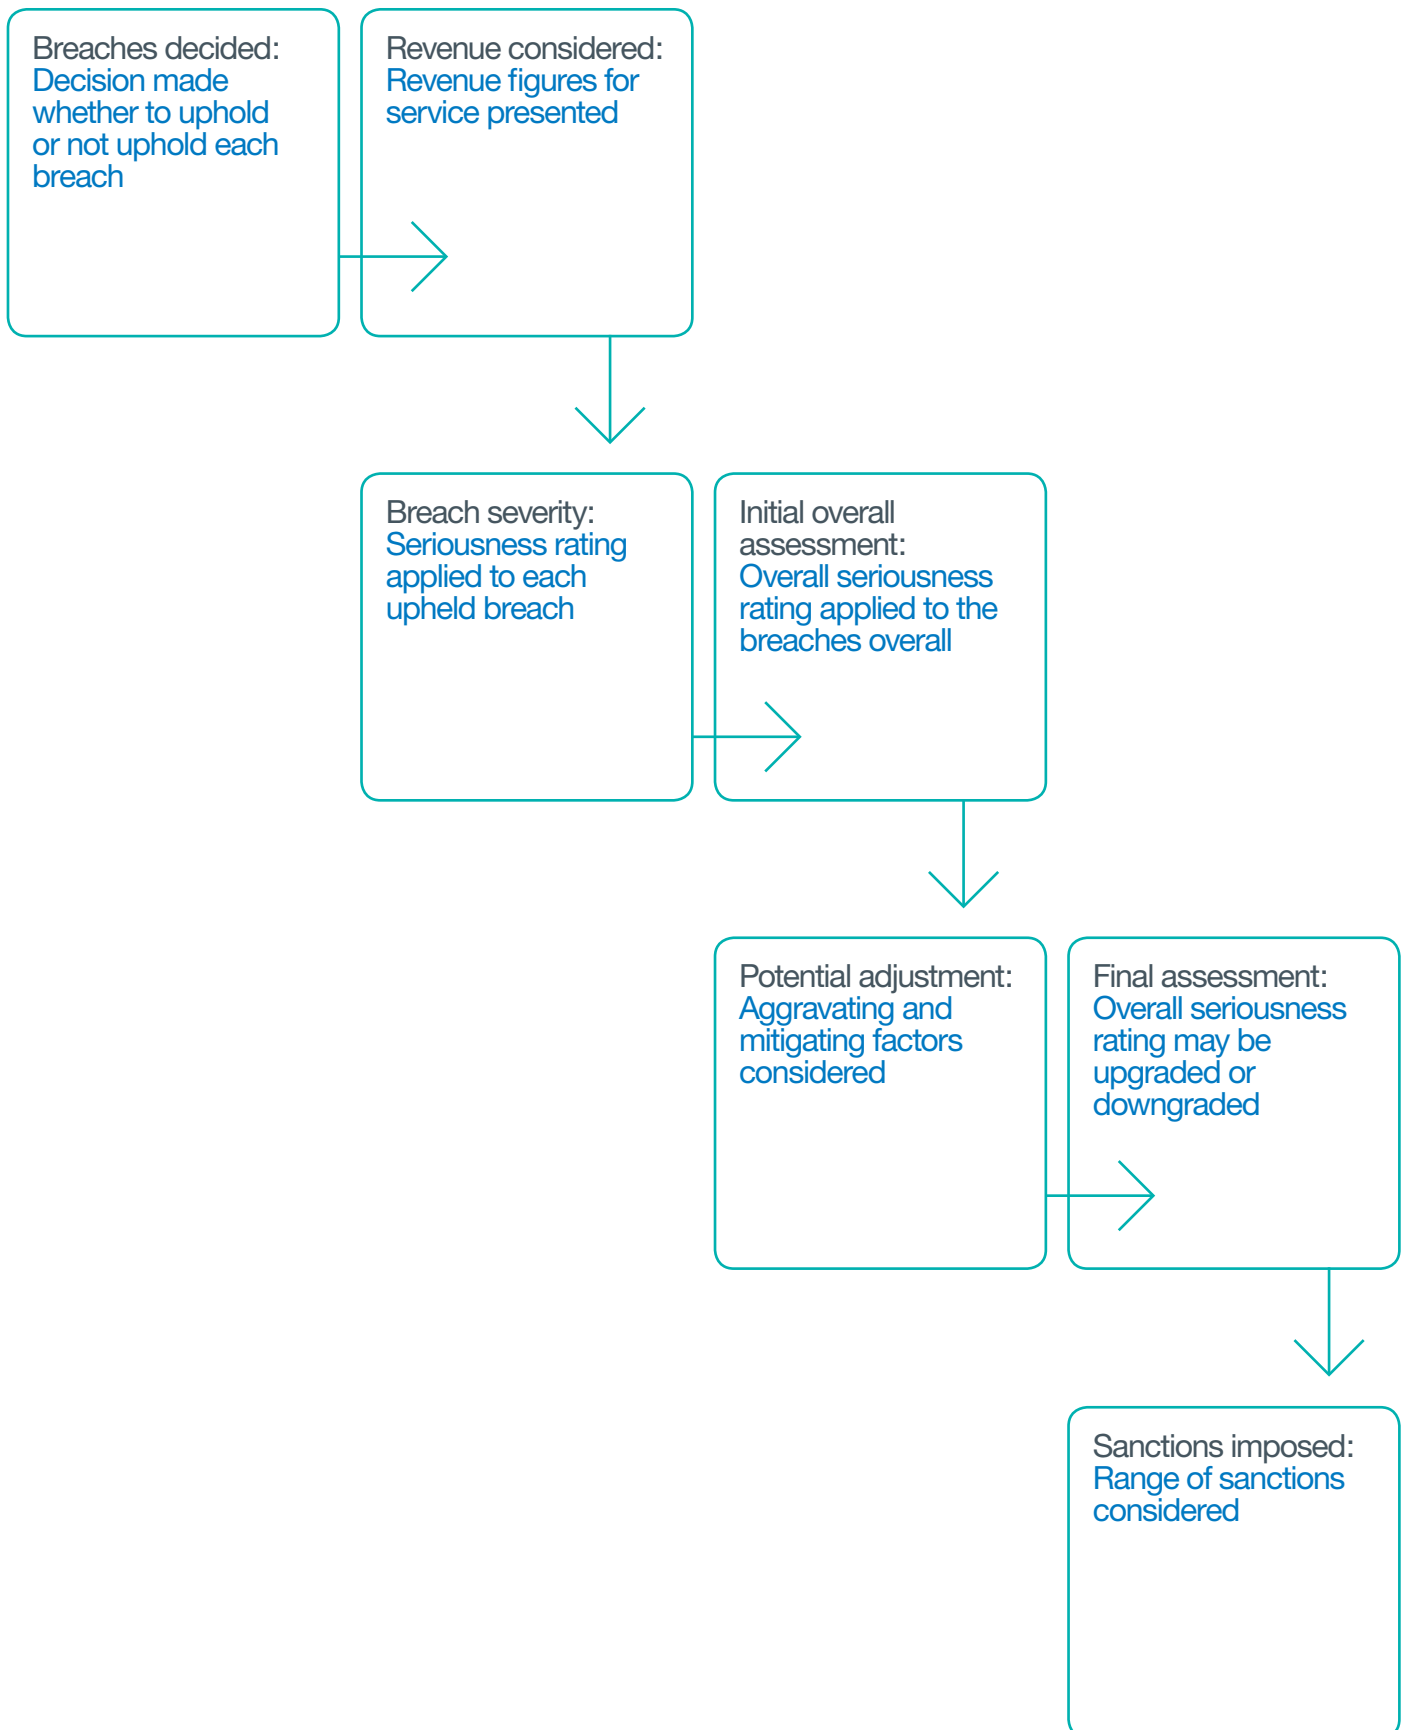 Breaches decided:
Decision made
whether to uphold
or not uphold each
breach
Revenue considered:
Revenue figures for
service presented
Breach severity:
Seriousness rating
applied to each
upheld breach
Initial overall
assessment:
Overall seriousness
rating applied to the
breaches overall
Potential adjustment:
Aggravating and
mitigating factors
considered
Final assessment:
Overall seriousness
rating may be
upgraded or
downgraded
Sanctions imposed:
Range of sanctions
considered